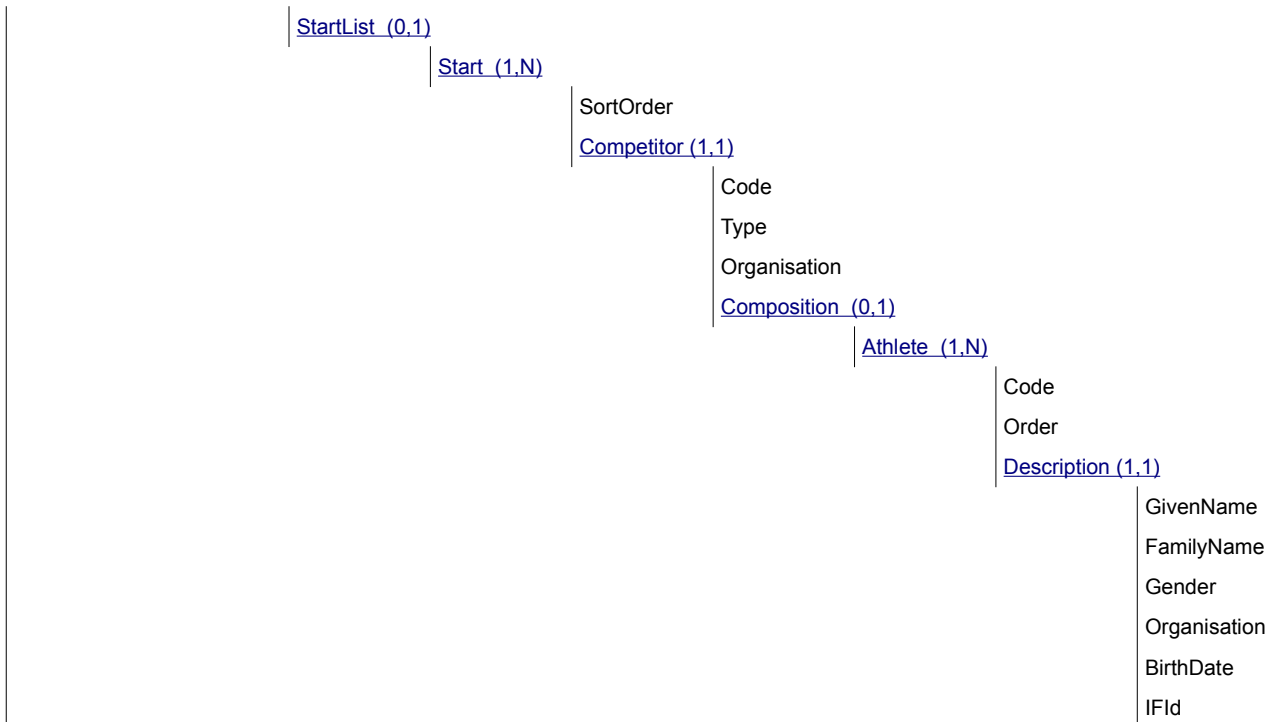 StartList (0,1)
Start (1,N)
SortOrder
Competitor (1,1)
Code
Type
Organisation
Composition (0,1)
Athlete (1,N)
Code
Order
Description (1,1)
GivenName
FamilyName
Gender
Organisation
BirthDate
IFId